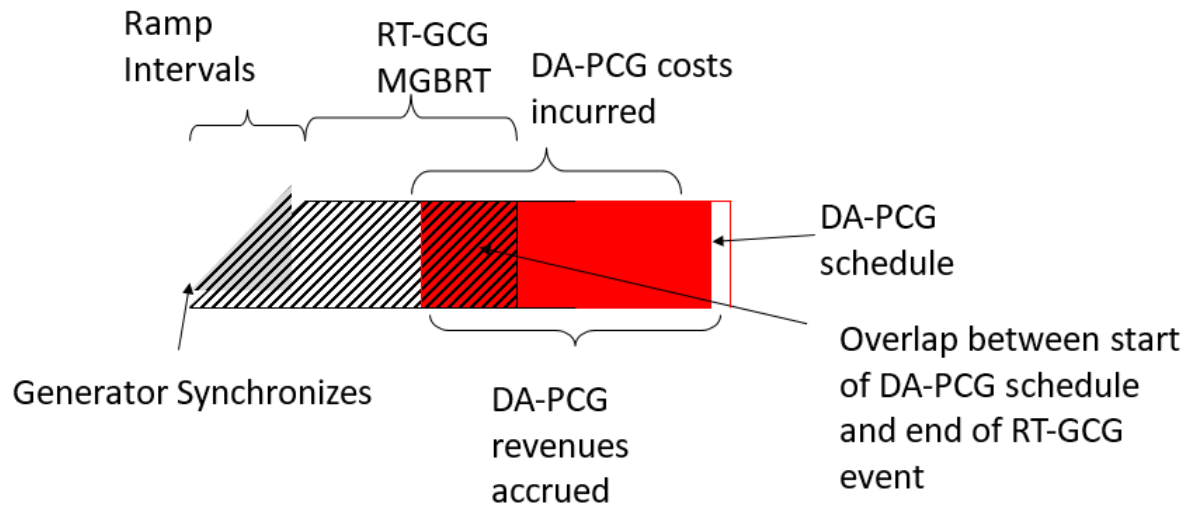 Ramp
Intervals
RT-GCG
MGBRT
DA-PCG costs
incurred
DA-PCG
schedule
Generator Synchronizes
DA-PCG
revenues
accrued
Overlap between start
of DA-PCG schedule
and end of RT-GCG
event